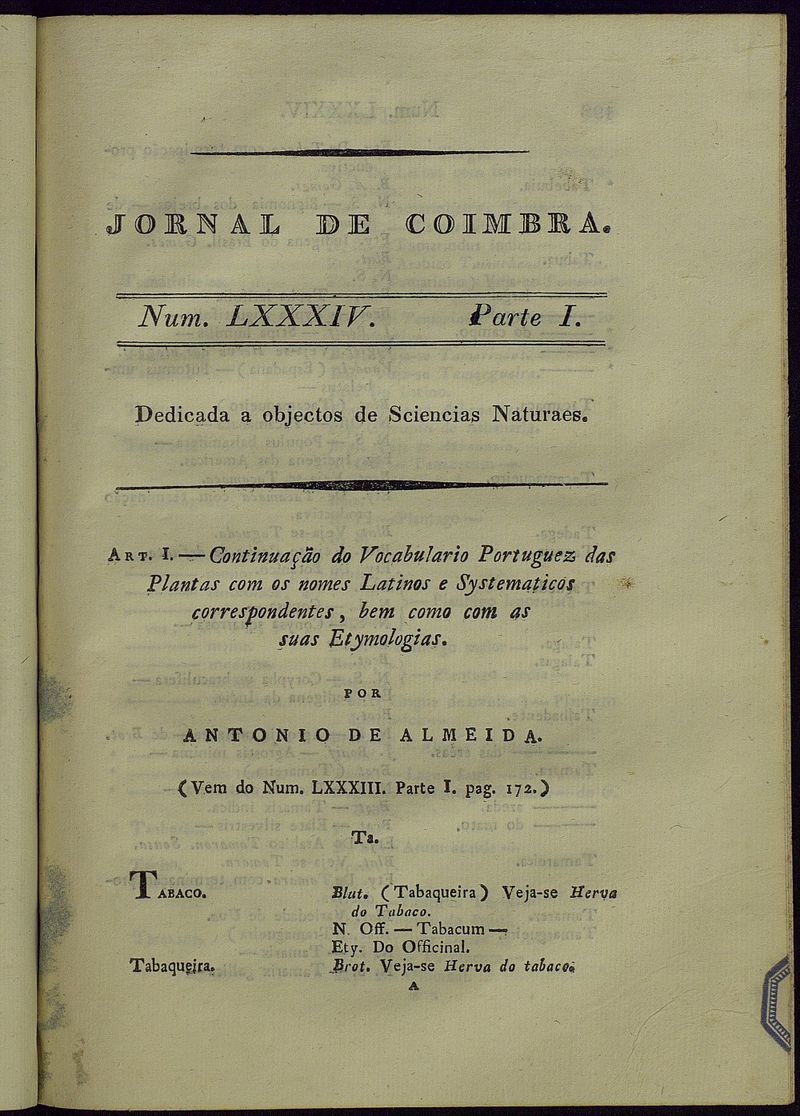 JORNAL DE COIMBRA.
Num. LXXXIV. Parte I.
Dedicada a objectos de Sciencias Naturaes.
ART. I. — Continuação do Vocabulario Portuguez das
Plantas com os nomes Latinos e Systematicos
correspondentes, bem como com as
suas Etymologias.
POR
ANTONIO DE ALMEIDA.
(Vem do Num. LXXXIII. Parte I. pag. 172.)
Ta.
TABACO. Blut. (Tabaqueira) Veja-se Herva
do Tabaco.
N. Off. — Tabacum —
Ety. Do Officinal.
Tabaqueira. Brot. Veja-se Herva do tabaco.
A